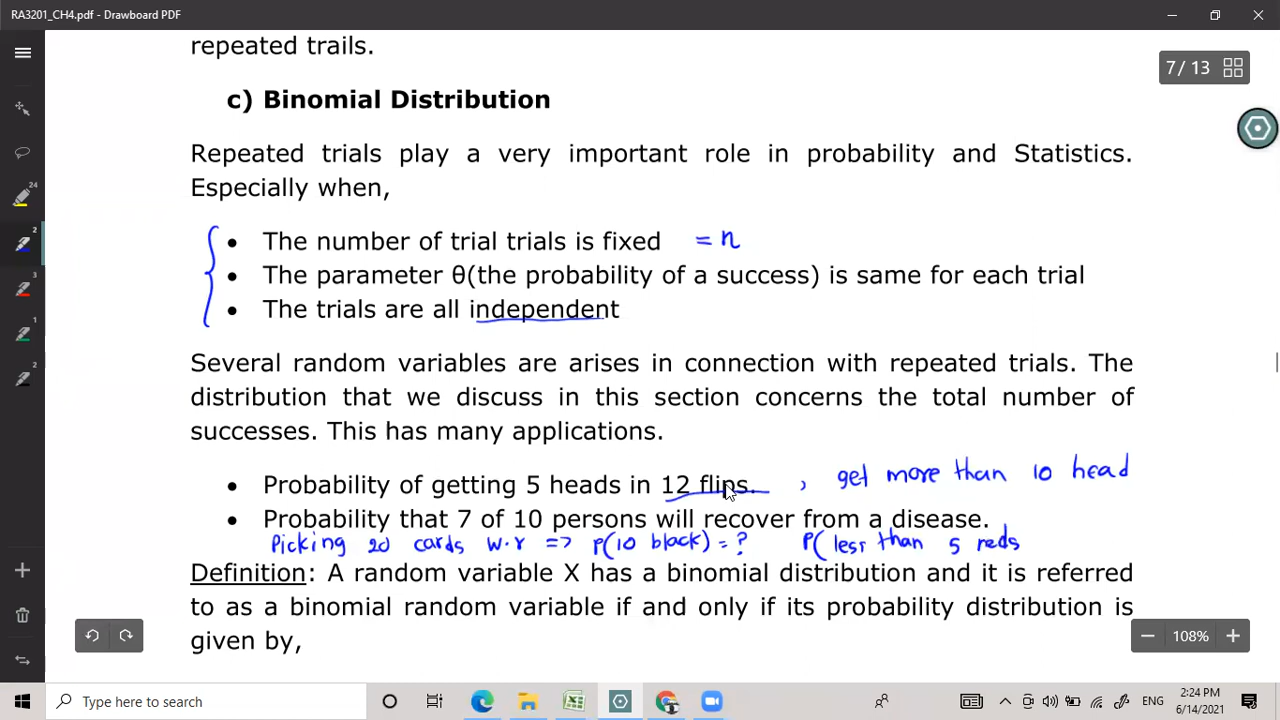 RA3201_CH4.pdf - Drawboard PDF
repeated trails.
7 / 13
c) Binomial Distribution
Repeated trials play a very important role in probability and Statistics.
Especially when,
24
• The number of trial trials is fixed = n
2
• The parameter θ(the probability of a success) is same for each trial
2
• The trials are all independent
1
Several random variables are arises in connection with repeated trials. The
2
distribution that we discuss in this section concerns the total number of
successes. This has many applications.
• Probability of getting 5 heads in 12 flips. , get more than 10 head
• Probability that 7 of 10 persons will recover from a disease.
Picking 20 cards w.r => P(10 black) = ? P( less than 5 reds
Definition: A random variable X has a binomial distribution and it is referred
to as a binomial random variable if and only if its probability distribution is
given by,
108%
Type here to search
ENG
2:24 PM
6/14/2021